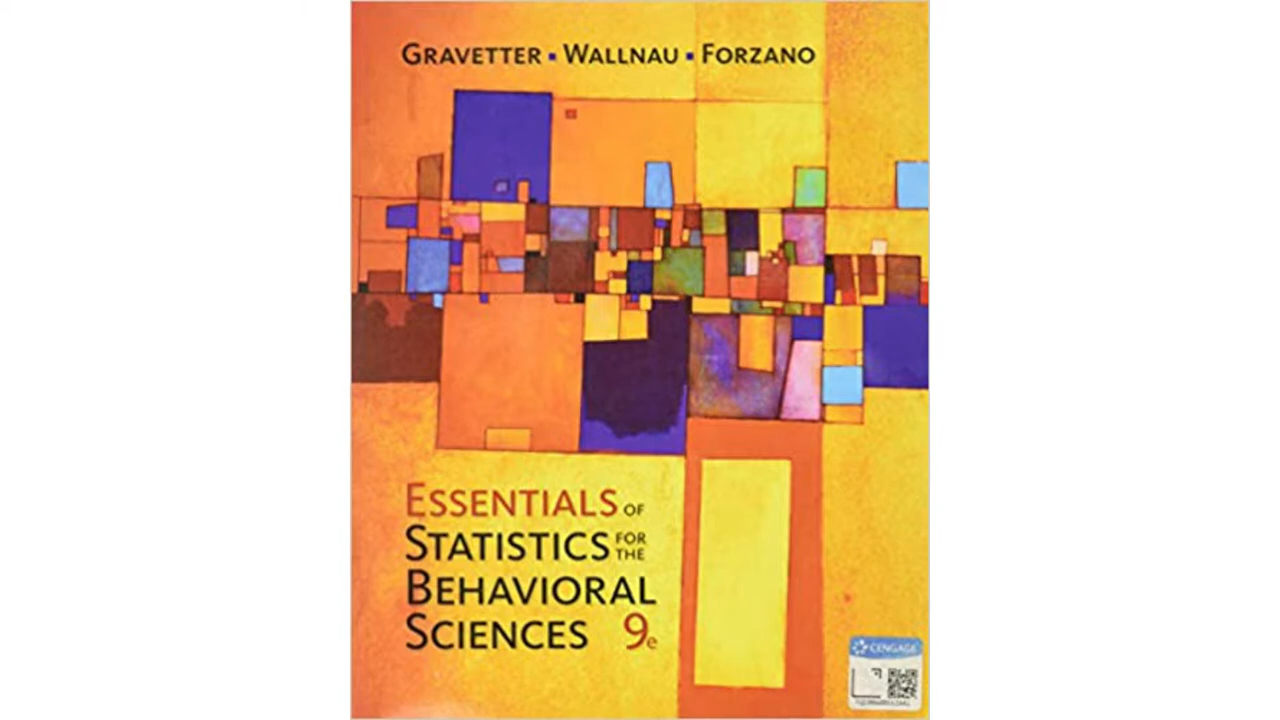 GRAVETTER ▪ WALLNAU ▪ FORZANO
ESSENTIALS OF
STATISTICS FOR THE
BEHAVIORAL
SCIENCES 9e
CENGAGE